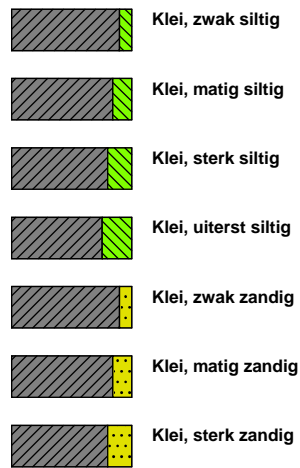 Klei, zwak siltig
Klei, matig siltig
Klei, sterk siltig
Klei, uiterst siltig
Klei, zwak zandig
Klei, matig zandig
Klei, sterk zandig